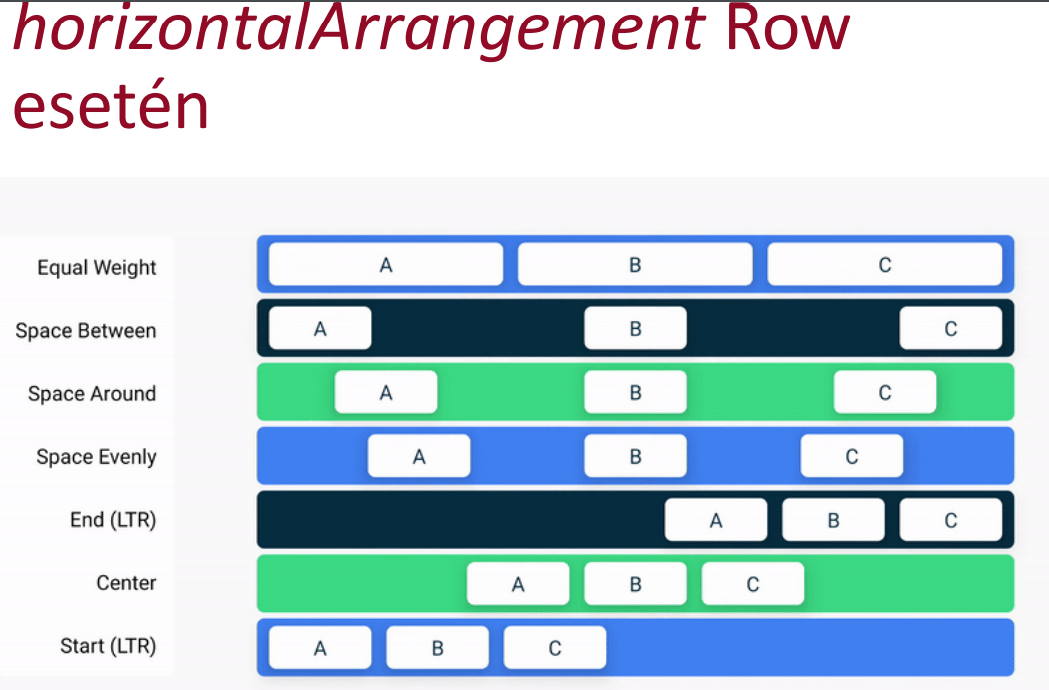 horizontalArrangement Row
esetén
Equal Weight A B C
Space Between A B C
Space Around A B C
Space Evenly A B C
End (LTR) A B C
Center A B C
Start (LTR) A B C